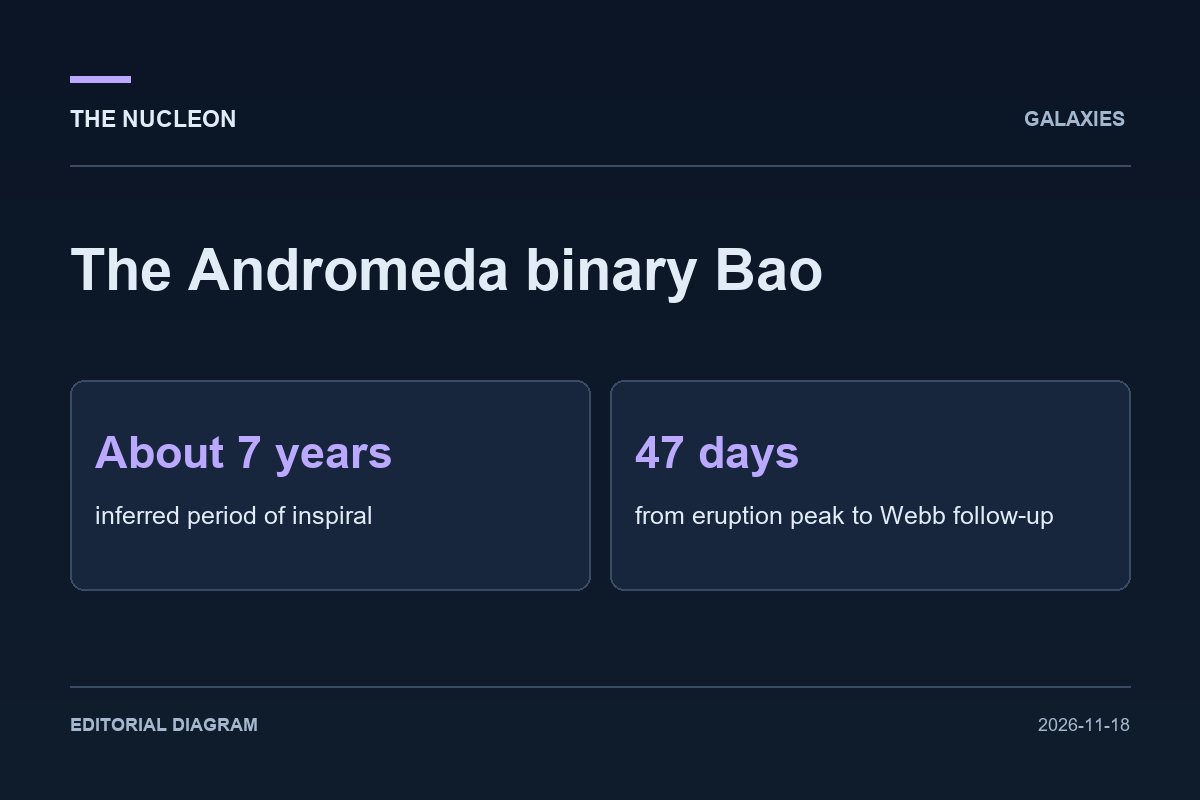 THE NUCLEON
GALAXIES
The Andromeda binary Bao
About 7 years
inferred period of inspiral
47 days
from eruption peak to Webb follow-up
EDITORIAL DIAGRAM
2026-11-18